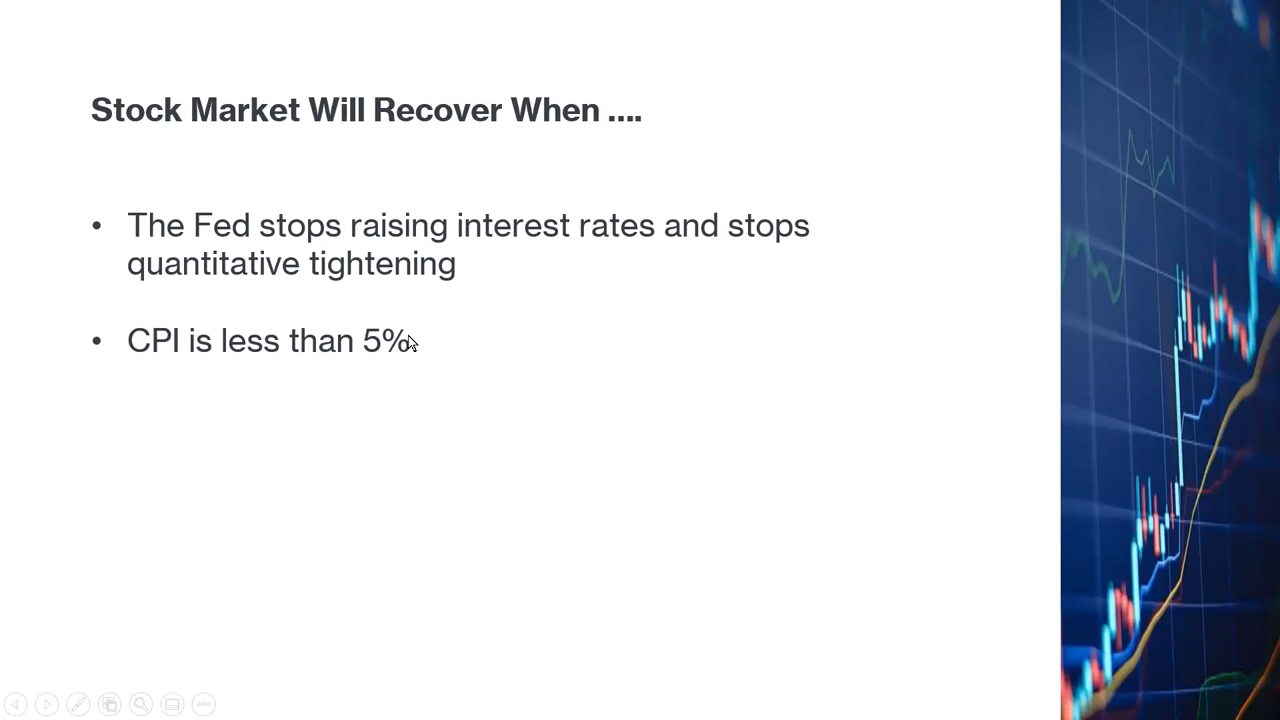 Stock Market Will Recover When ....
• The Fed stops raising interest rates and stops
quantitative tightening
• CPI is less than 5%